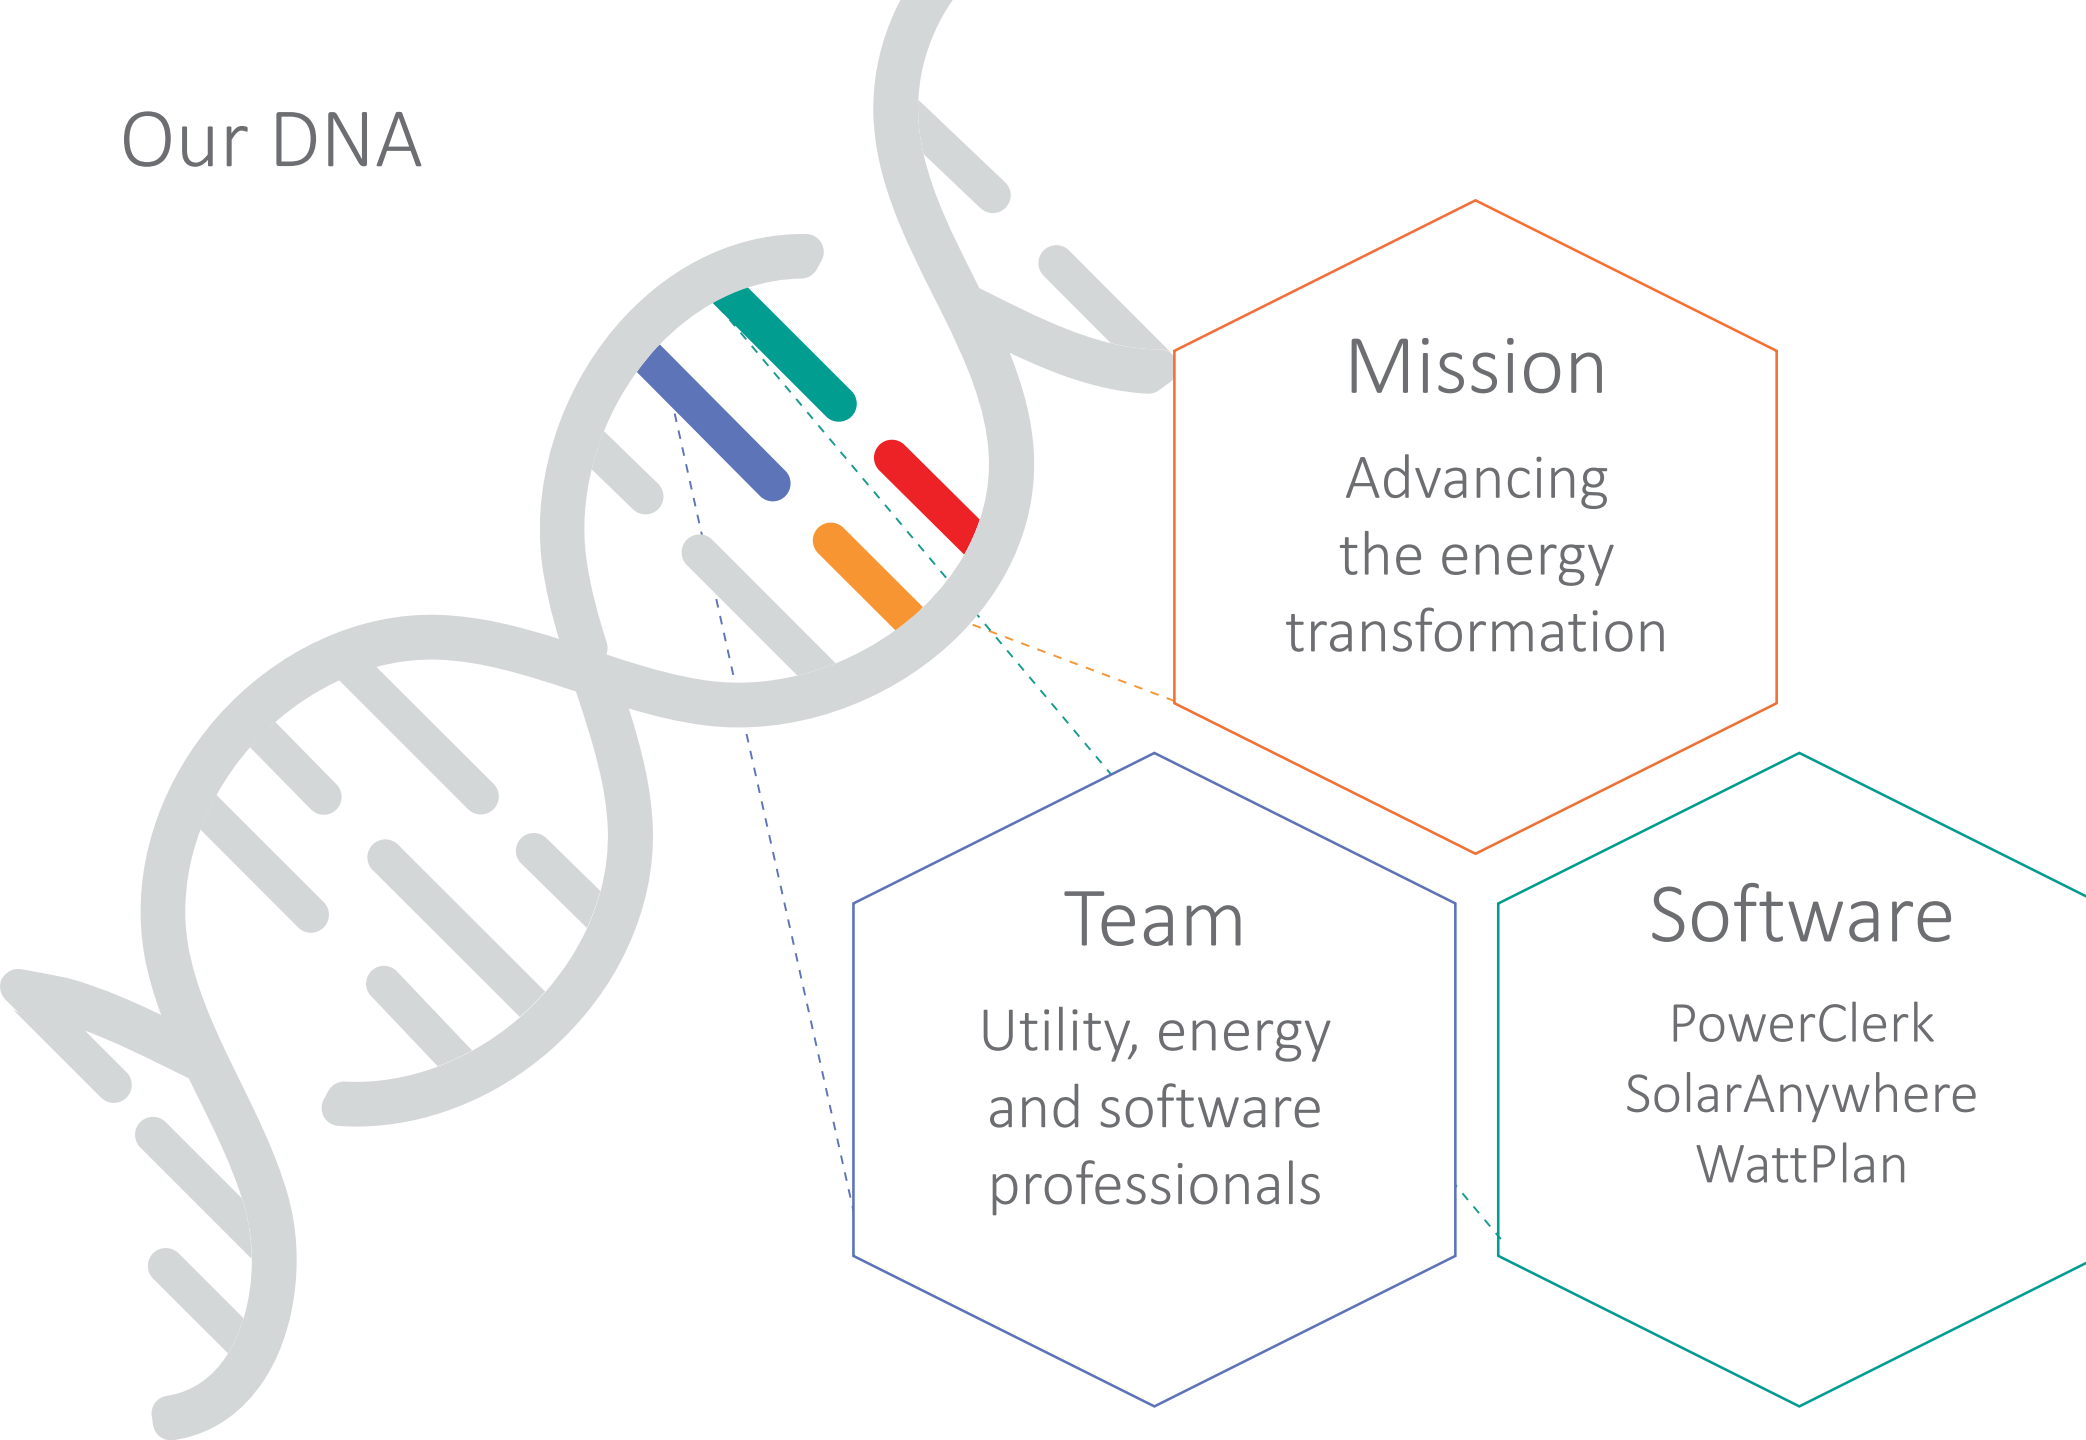 Our DNA
Mission
Advancing
the energy
transformation
Team
Utility, energy
and software
professionals
Software
PowerClerk
SolarAnywhere
WattPlan